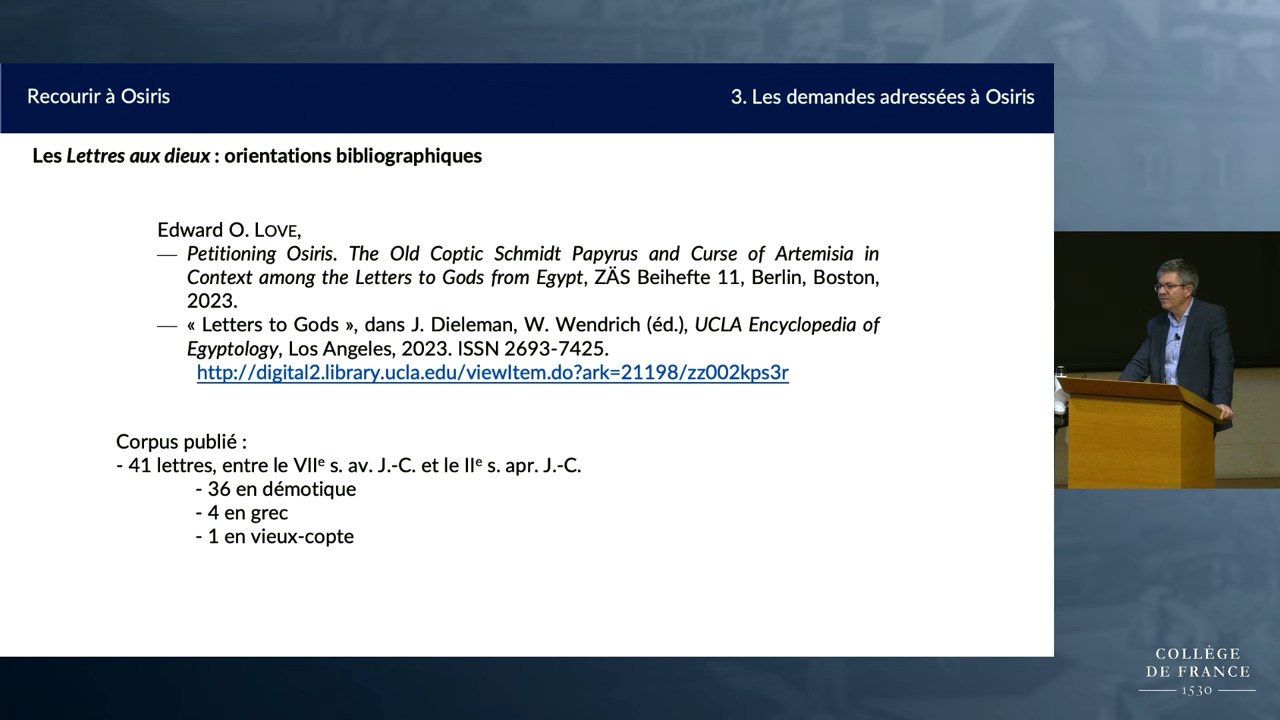 Recourir à Osiris
3. Les demandes adressées à Osiris
Les Lettres aux dieux : orientations bibliographiques
Edward O. LOVE,
— Petitioning Osiris. The Old Coptic Schmidt Papyrus and Curse of Artemisia in
Context among the Letters to Gods from Egypt, ZÄS Beihefte 11, Berlin, Boston,
2023.
— « Letters to Gods », dans J. Dieleman, W. Wendrich (éd.), UCLA Encyclopedia of
Egyptology, Los Angeles, 2023. ISSN 2693-7425.
http://digital2.library.ucla.edu/viewItem.do?ark=21198/zz002kps3r
Corpus publié :
- 41 lettres, entre le VIIᵉ s. av. J.-C. et le IIᵉ s. apr. J.-C.
- 36 en démotique
- 4 en grec
- 1 en vieux-copte
COLLÈGE
DE FRANCE
1530